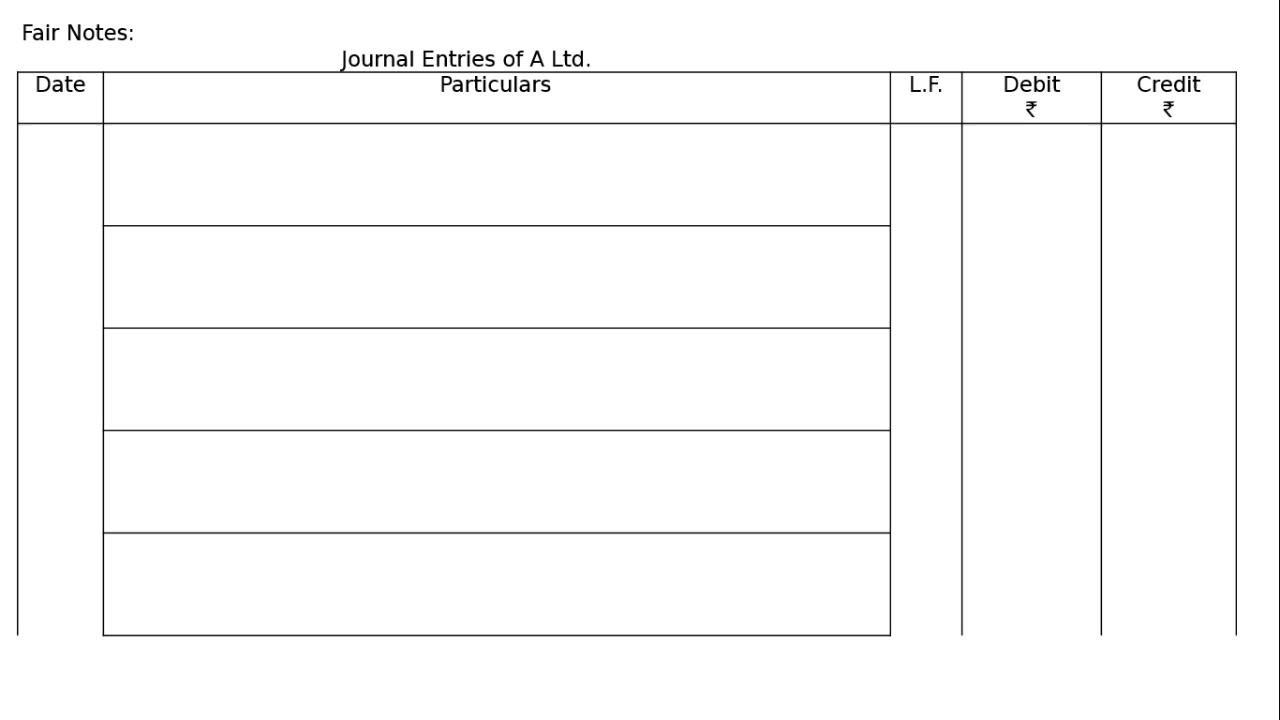 Fair Notes:
Journal Entries of A Ltd.
Date Particulars L.F. Debit Credit
₹ ₹